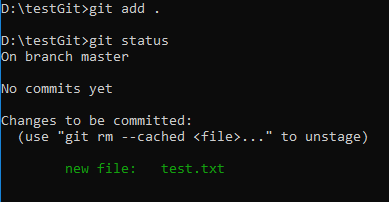 D:\testGit>git add .
D:\testGit>git status
On branch master
No commits yet
Changes to be committed:
(use "git rm --cached <file>..." to unstage)
new file:   test.txt